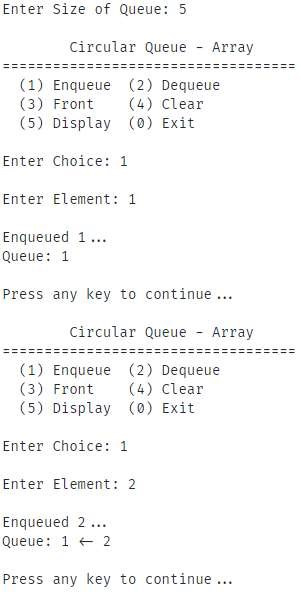 Enter Size of Queue: 5
Circular Queue - Array
===================================
(1) Enqueue (2) Dequeue
(3) Front (4) Clear
(5) Display (0) Exit
Enter Choice: 1
Enter Element: 1
Enqueued 1...
Queue: 1
Press any key to continue...
Circular Queue - Array
===================================
(1) Enqueue (2) Dequeue
(3) Front (4) Clear
(5) Display (0) Exit
Enter Choice: 1
Enter Element: 2
Enqueued 2...
Queue: 1 ← 2
Press any key to continue...